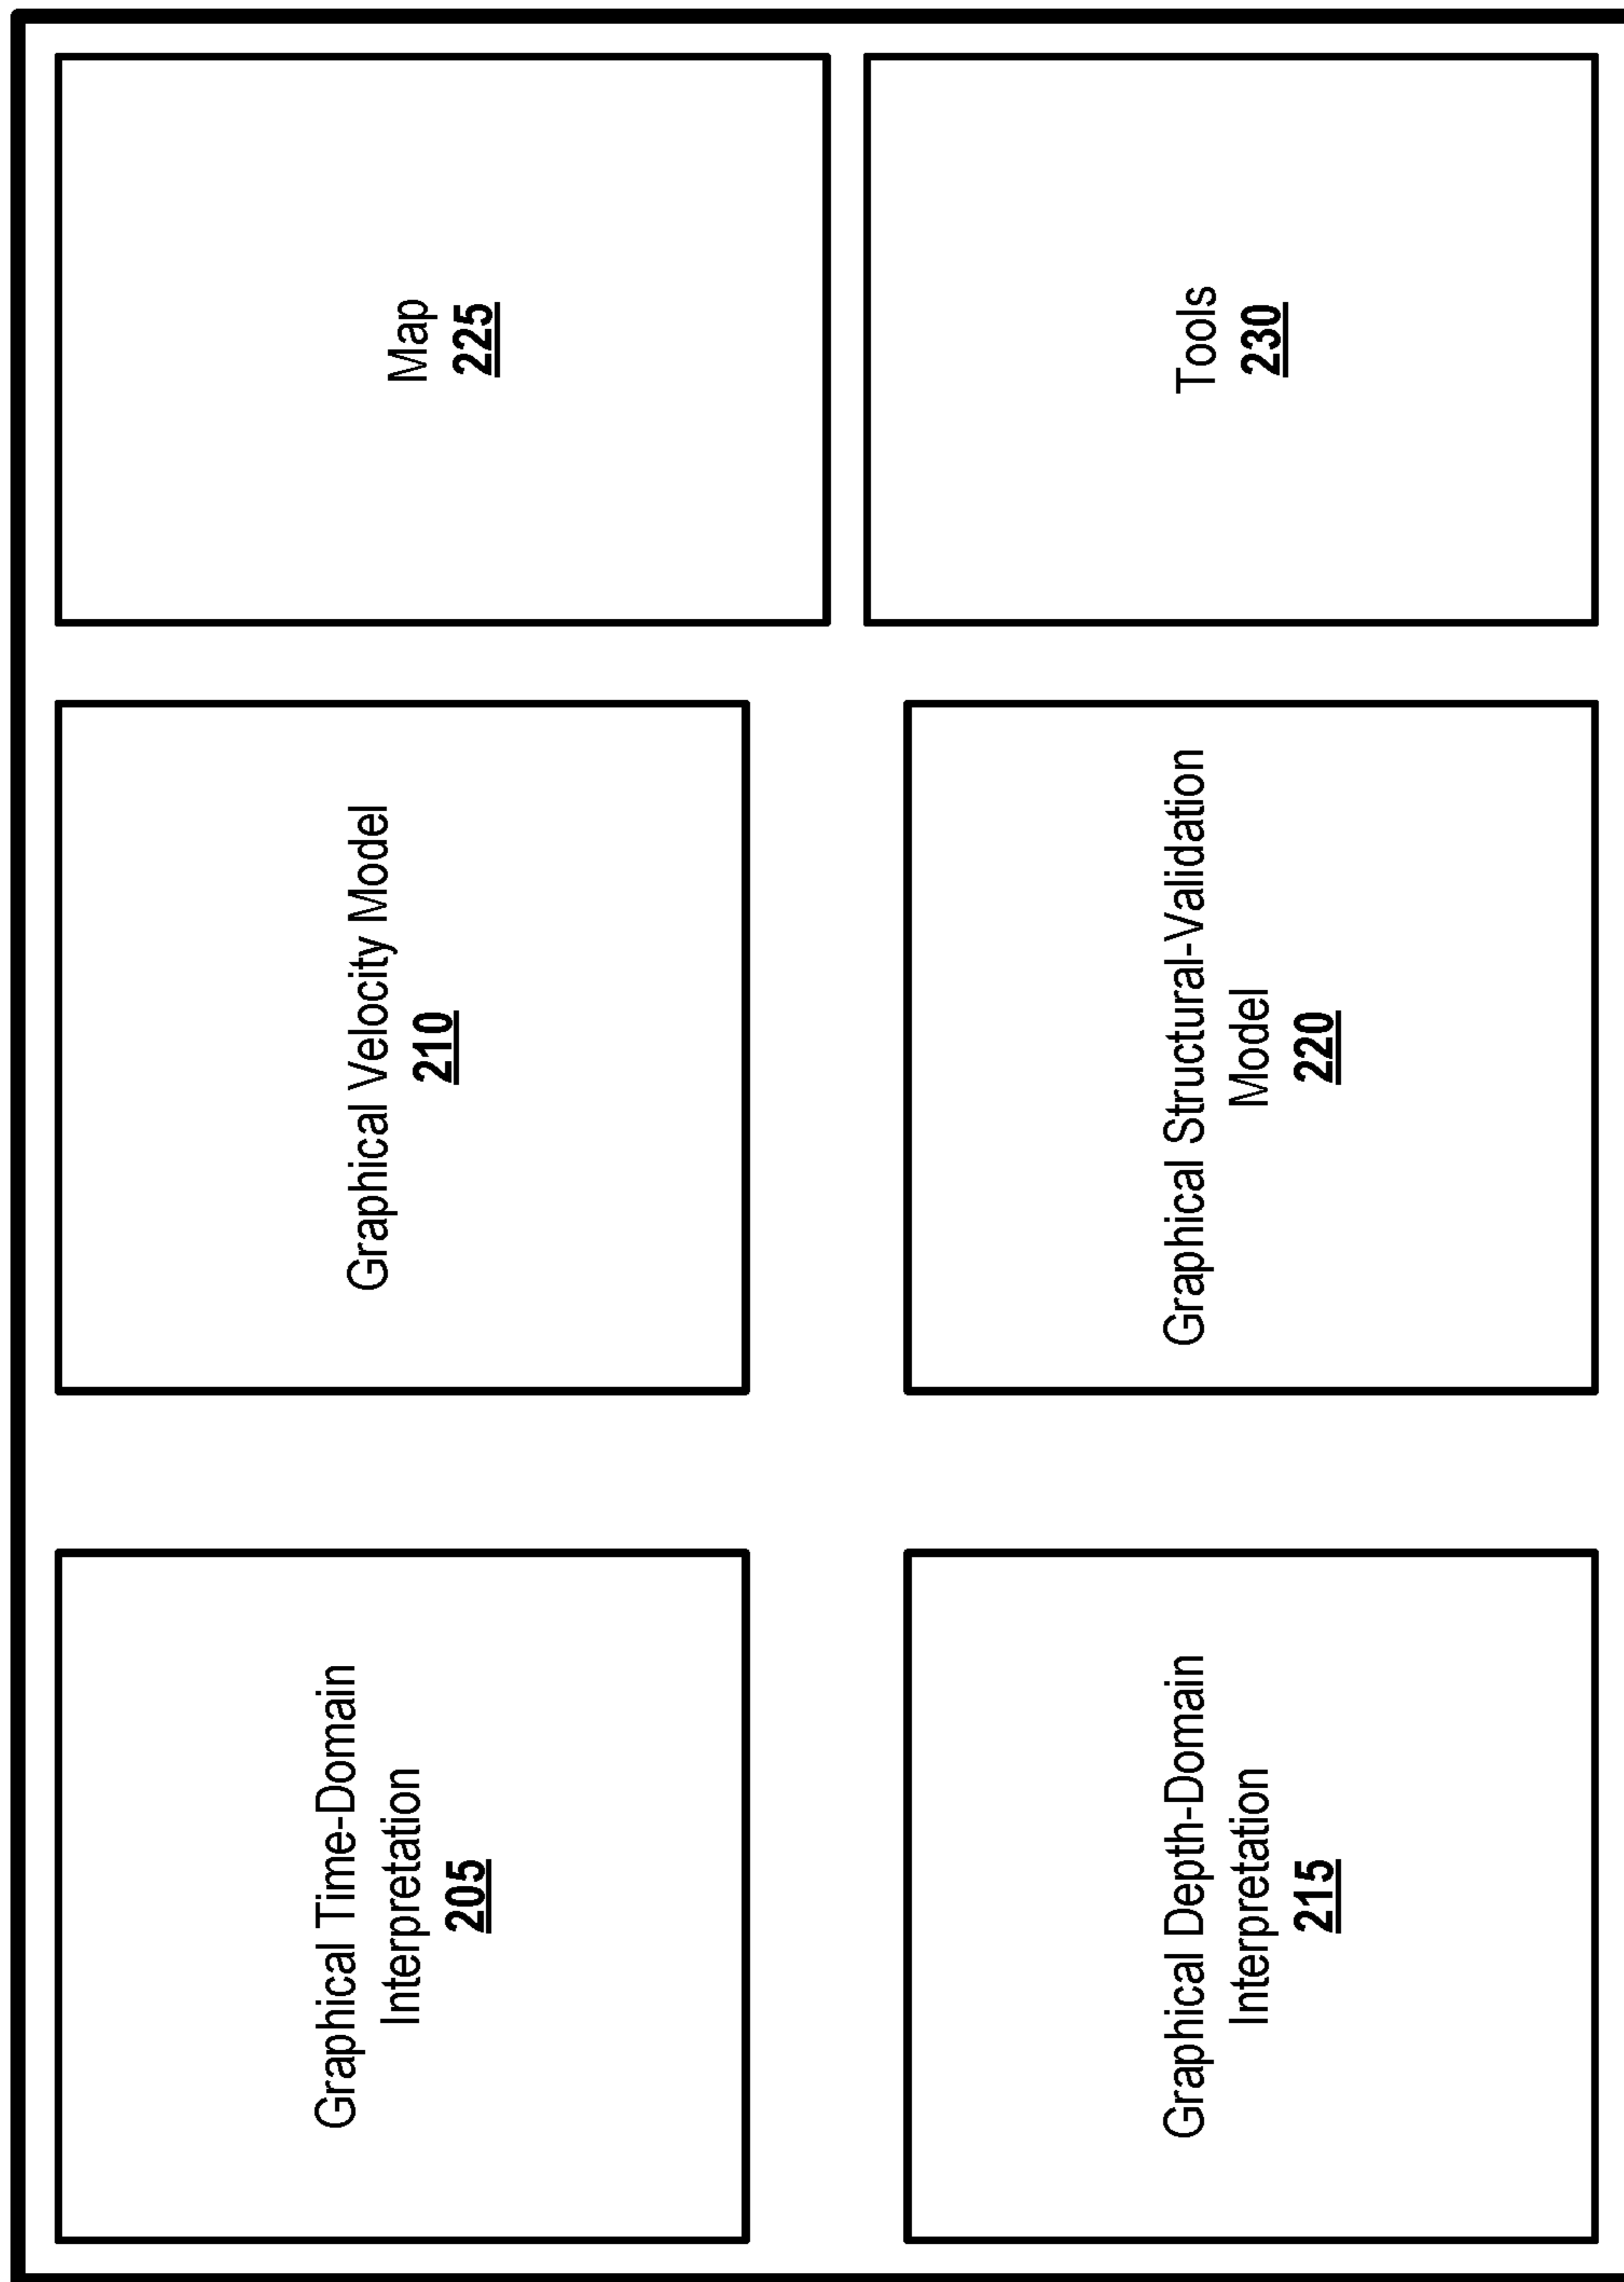 Graphical Time-Domain
Interpretation
205
Graphical Velocity Model
210
Map
225
Graphical Depth-Domain
Interpretation
215
Graphical Structural-Validation
Model
220
Tools
230